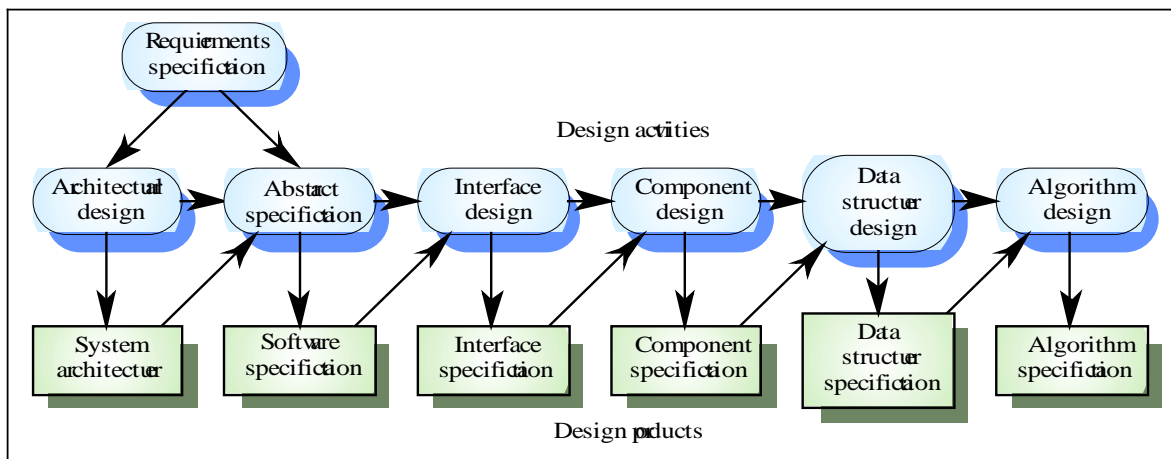 Requirements
specification
Design activities
Architectural
design
Abstract
specification
Interface
design
Component
design
Data
structure
design
Algorithm
design
System
architecture
Software
specification
Interface
specification
Component
specification
Data
structure
specification
Algorithm
specification
Design products